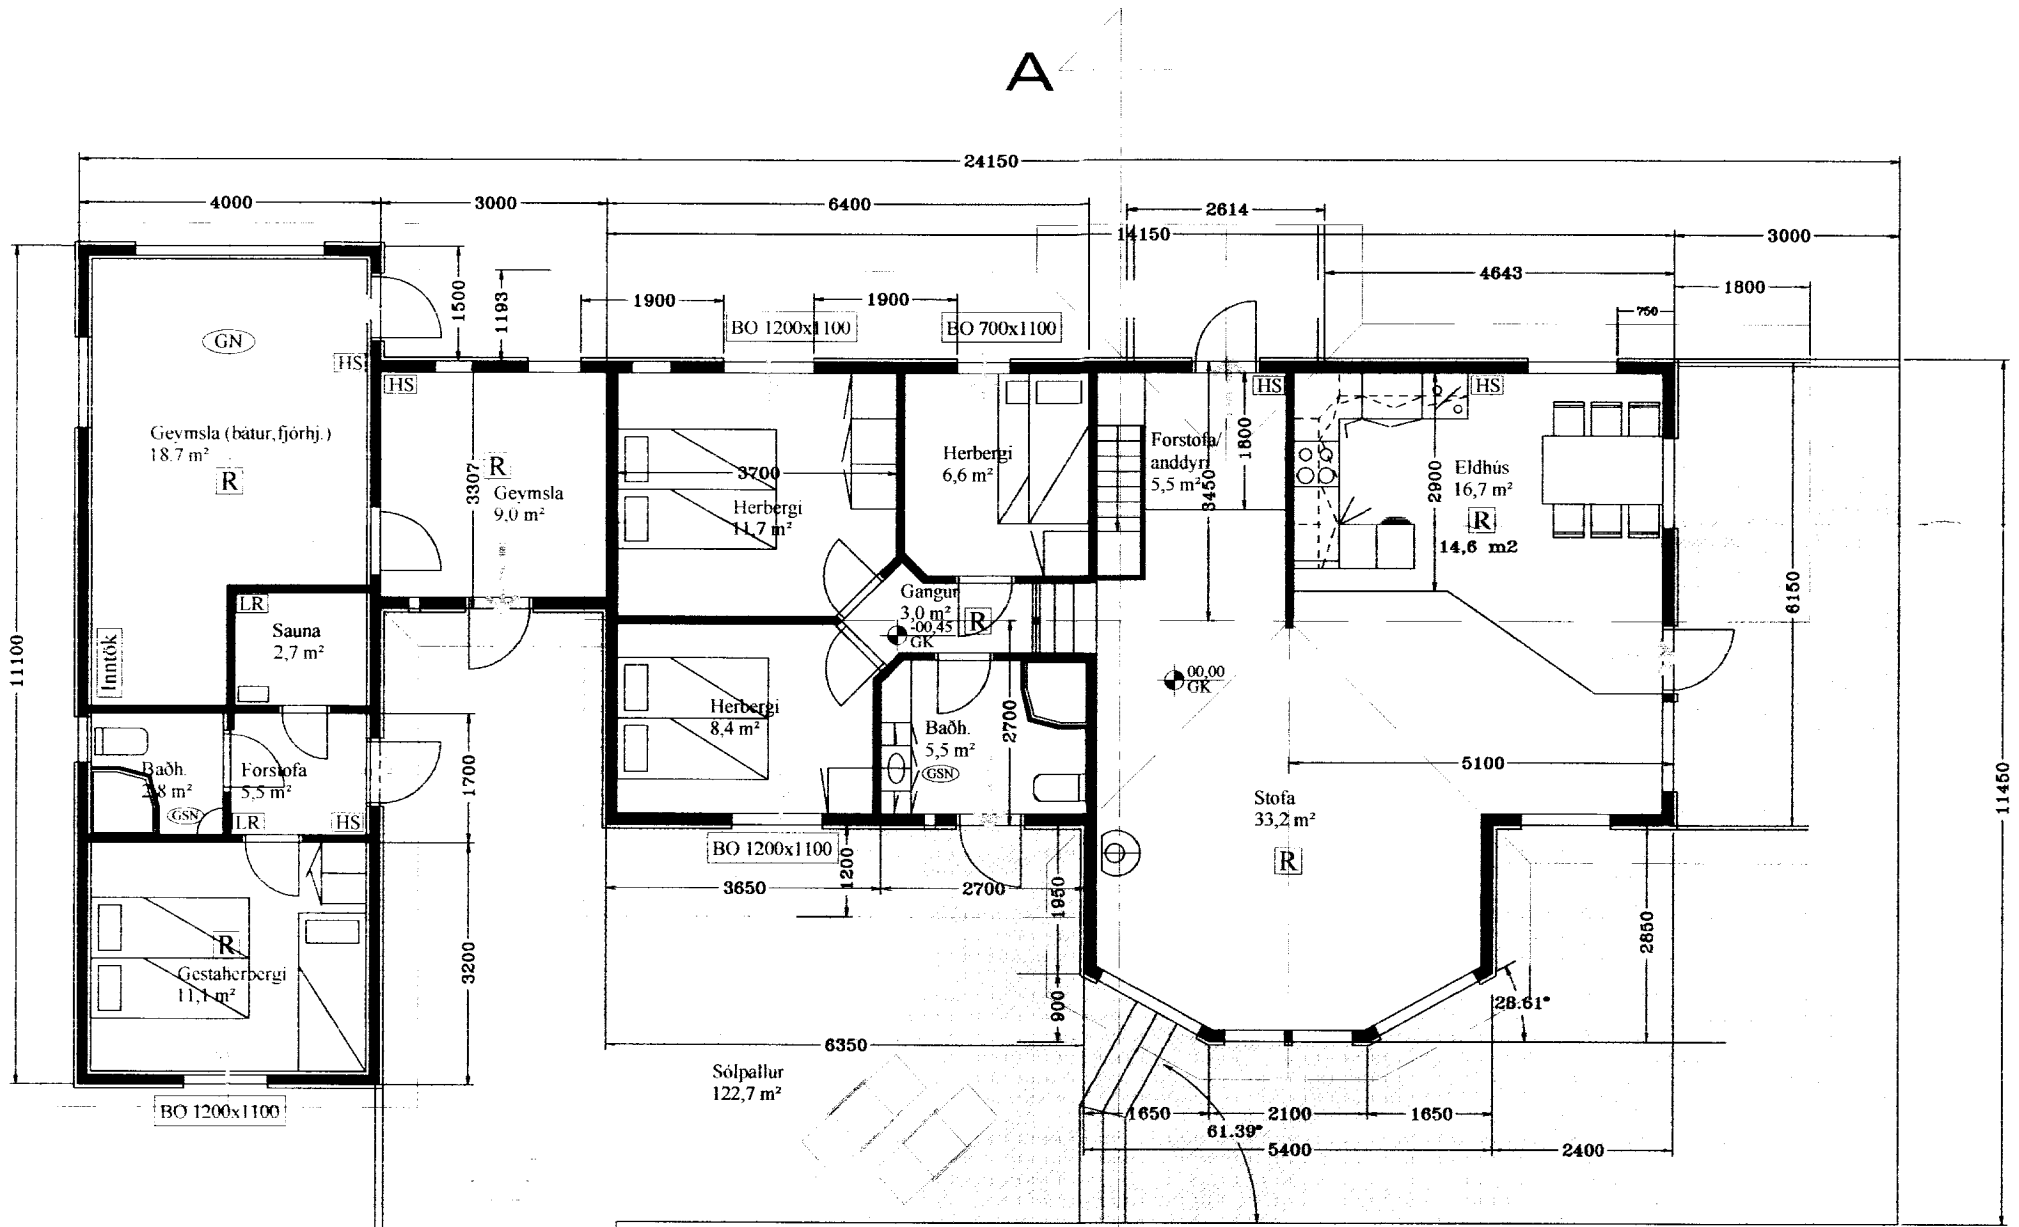 A
24150
4000
3000
6400
2614
14150
3000
4643
1800
750
1500
1193
1900
1900
BO 1200x1100
BO 700x1100
GN
HS
HS
HS
HS
Geymsla (bátur,fjórhj.)
18.7 m²
R
3307
R
Geymsla
9,0 m²
3700
Herbergi
11,7 m²
Herbergi
6,6 m²
Forstofa/
anddyri
5,5 m²
1800
3450
2900
Eldhús
16,7 m²
R
14,6 m2
6150
11100
11450
LR
Sauna
2,7 m²
Inntök
Gangur
3,0 m²
-00,45
GK
R
00,00
GK
Herbergi
8,4 m²
Baðh.
5,5 m²
GSN
2700
5100
Baðh.
2,8 m²
GSN
Forstofa
5,5 m²
LR
HS
1700
Stofa
33,2 m²
R
BO 1200x1100
1200
3650
2700
1950
2850
R
Gestaherbergi
11,1 m²
3200
900
28.61°
6350
Sólpallur
122,7 m²
BO 1200x1100
1650
2100
1650
61.39°
5400
2400